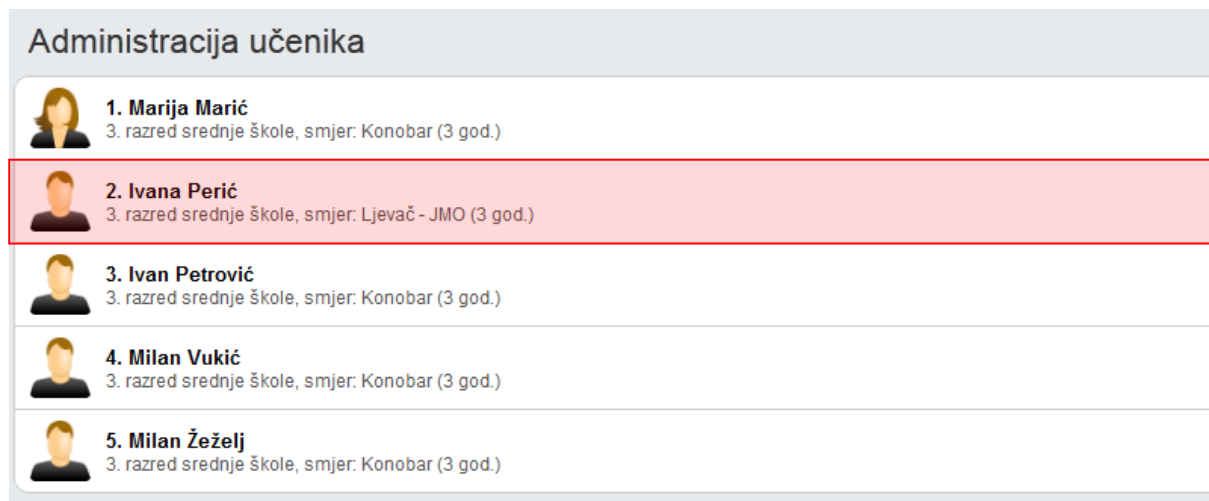 Administracija učenika
1. Marija Marić
3. razred srednje škole, smjer: Konobar (3 god.)
2. Ivana Perić
3. razred srednje škole, smjer: Ljevač - JMO (3 god.)
3. Ivan Petrović
3. razred srednje škole, smjer: Konobar (3 god.)
4. Milan Vukić
3. razred srednje škole, smjer: Konobar (3 god.)
5. Milan Žeželj
3. razred srednje škole, smjer: Konobar (3 god.)